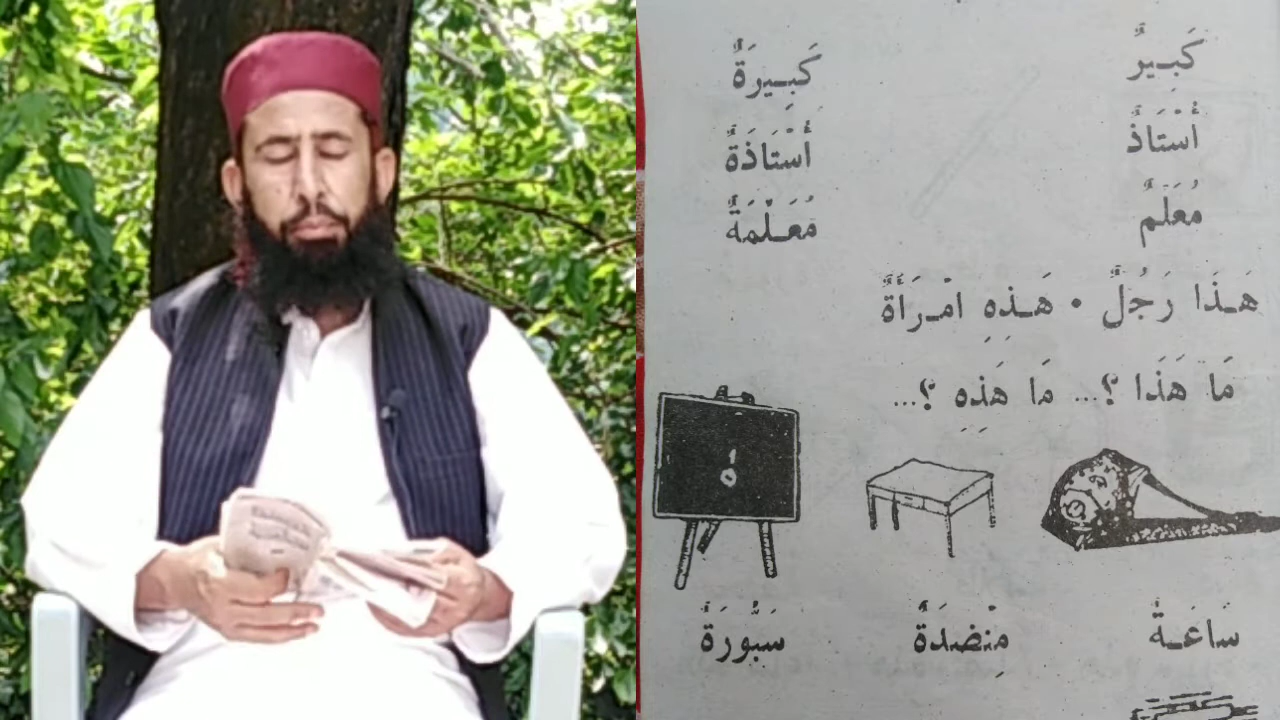 كَبِيرٌ كَبِيرَةٌ
أُسْتَاذٌ أُسْتَاذَةٌ
مُعَلِّمٌ مُعَلِّمَةٌ
هَذَا رَجُلٌ • هَذِهِ امْرَأَةٌ
مَا هَذَا ؟... مَا هَذِهِ ؟...
سَاعَةٌ مِنْضَدَةٌ سَبُّورَةٌ